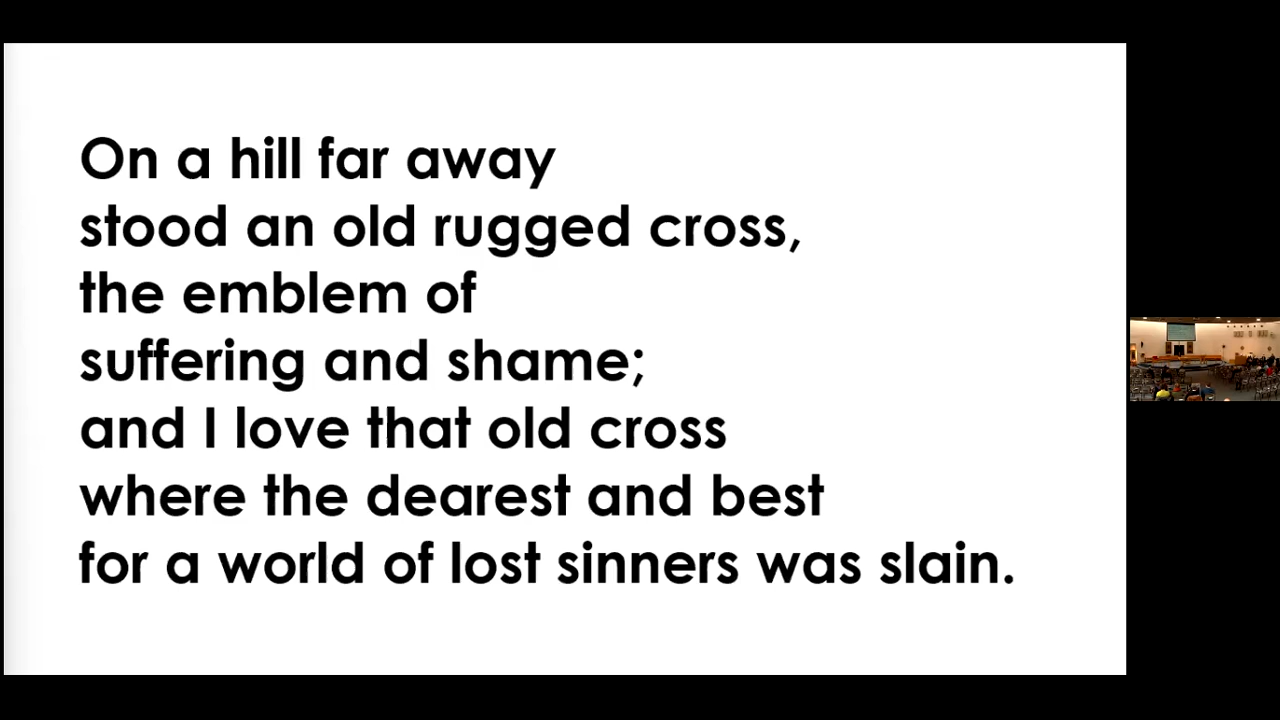 On a hill far away
stood an old rugged cross,
the emblem of
suffering and shame;
and I love that old cross
where the dearest and best
for a world of lost sinners was slain.